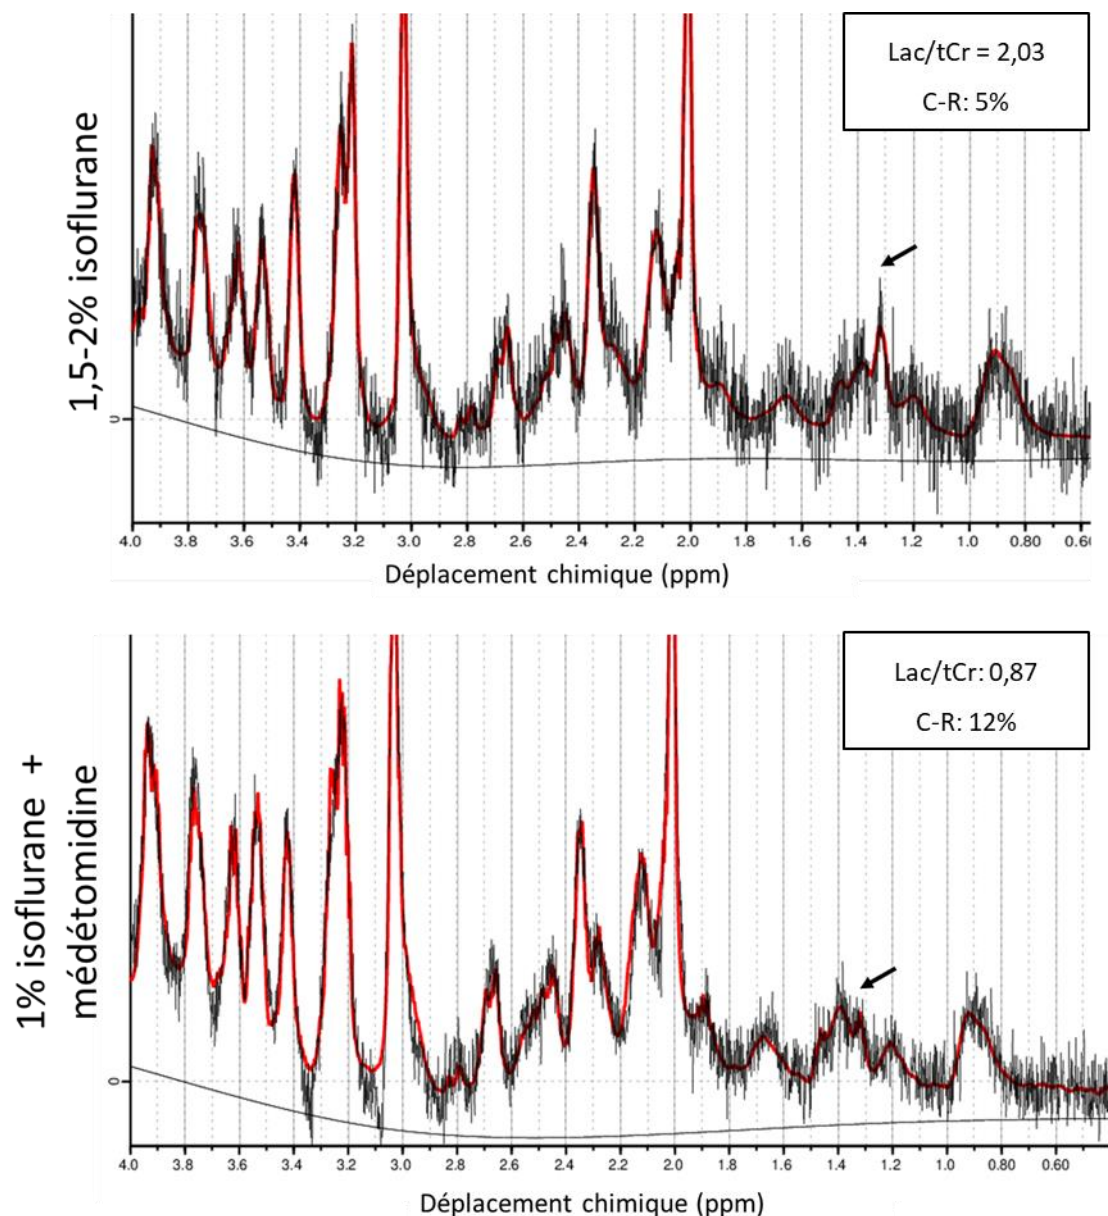 1,5-2% isoflurane
Lac/tCr = 2,03
C-R: 5%
0
4.0 3.8 3.6 3.4 3.2 3.0 2.8 2.6 2.4 2.2 2.0 1.8 1.6 1.4 1.2 1.0 0.80 0.60
Déplacement chimique (ppm)
1% isoflurane +
médétomidine
Lac/tCr: 0,87
C-R: 12%
0
4.0 3.8 3.6 3.4 3.2 3.0 2.8 2.6 2.4 2.2 2.0 1.8 1.6 1.4 1.2 1.0 0.80 0.60
Déplacement chimique (ppm)